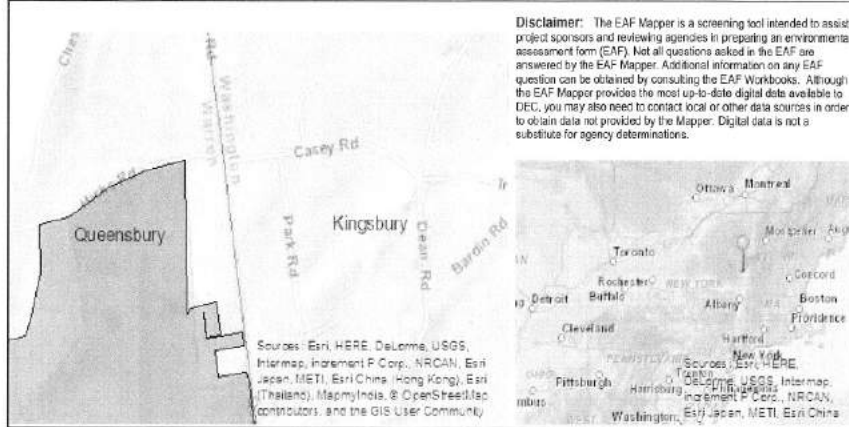 Disclaimer: The EAF Mapper is a screening tool intended to assist
project sponsors and reviewing agencies in preparing an environmental
assessment form (EAF). Not all questions asked in the EAF are
answered by the EAF Mapper. Additional information on any EAF
question can be obtained by consulting the EAF Workbooks. Although
the EAF Mapper provides the most up-to-date digital data available to
DEC, you may also need to contact local or other data sources in order
to obtain data not provided by the Mapper. Digital data is not a
substitute for agency determinations.
Rd
Washington
Warren
Casey Rd
Queensbury
Kingsbury
Park Rd
Dean Rd
Bardin Rd
Sources: Esri, HERE, DeLorme, USGS,
Intermap, increment P Corp., NRCAN, Esri
Japan, METI, Esri China (Hong Kong), Esri
(Thailand), MapmyIndia, © OpenStreetMap
contributors, and the GIS User Community
Ottawa
Montreal
Montpelier
Toronto
Rochester
NEW YORK
Concord
Detroit
Buffalo
Albany
Boston
Providence
Cleveland
Hartford
New York
Pittsburgh
Harrisburg
Trenton
Philadelphia
Washington
Sources: Esri, HERE,
DeLorme, USGS, Intermap,
increment P Corp., NRCAN,
Esri Japan, METI, Esri China